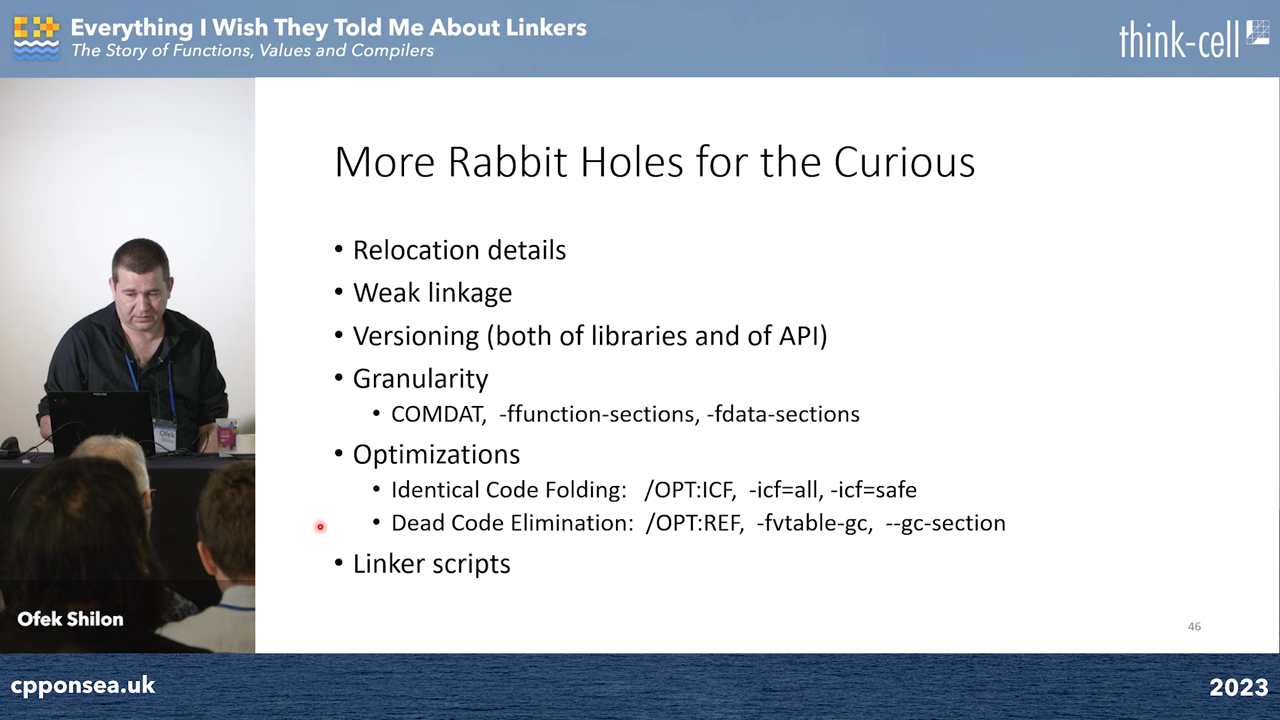 Everything I Wish They Told Me About Linkers
The Story of Functions, Values and Compilers
think-cell
More Rabbit Holes for the Curious
• Relocation details
• Weak linkage
• Versioning (both of libraries and of API)
• Granularity
• COMDAT, -ffunction-sections, -fdata-sections
• Optimizations
• Identical Code Folding: /OPT:ICF, -icf=all, -icf=safe
• Dead Code Elimination: /OPT:REF, -fvtable-gc, --gc-section
• Linker scripts
46
Ofek
Ofek Shilon
cpponsea.uk
2023